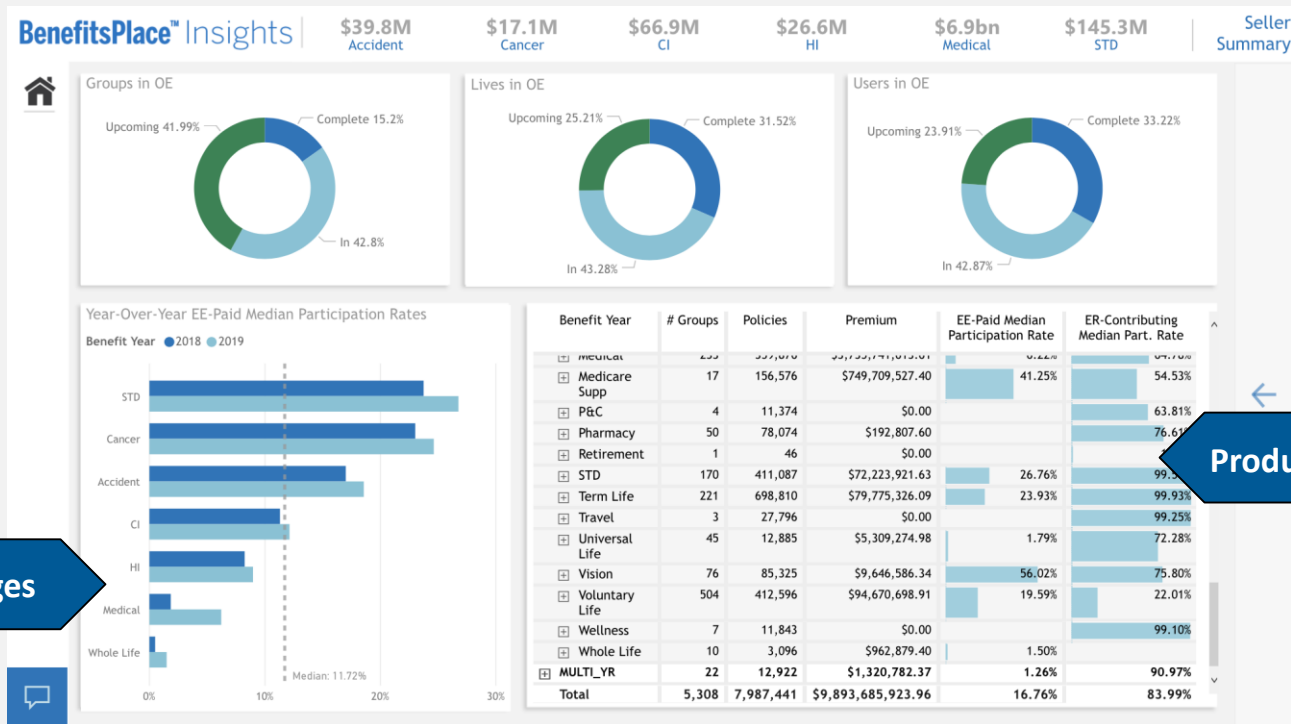 BenefitsPlace™ Insights
$39.8M
Accident
$17.1M
Cancer
$66.9M
CI
$26.6M
HI
$6.9bn
Medical
$145.3M
STD
Seller
Summary
Groups in OE
Upcoming 41.99%
Complete 15.2%
In 42.8%
Lives in OE
Upcoming 25.21%
Complete 31.52%
In 43.28%
Users in OE
Upcoming 23.91%
Complete 33.22%
In 42.87%
Year-Over-Year EE-Paid Median Participation Rates
Benefit Year 2018 2019
STD
Cancer
Accident
CI
HI
Medical
Whole Life
Median: 11.72%
0% 10% 20% 30%
Benefit Year # Groups Policies Premium EE-Paid Median Participation Rate ER-Contributing Median Part. Rate
Medical
Medicare Supp 17 156,576 $749,709,527.40 41.25% 54.53%
P&C 4 11,374 $0.00 63.81%
Pharmacy 50 78,074 $192,807.60 76.61%
Retirement 1 46 $0.00
STD 170 411,087 $72,223,921.63 26.76%
Term Life 221 698,810 $79,775,326.09 23.93% 99.93%
Travel 3 27,796 $0.00 99.25%
Universal Life 45 12,885 $5,309,274.98 1.79% 72.28%
Vision 76 85,325 $9,646,586.34 56.02% 75.80%
Voluntary Life 504 412,596 $94,670,698.91 19.59% 22.01%
Wellness 7 11,843 $0.00 99.10%
Whole Life 10 3,096 $962,879.40 1.50%
MULTI_YR 22 12,922 $1,320,782.37 1.26% 90.97%
Total 5,308 7,987,441 $9,893,685,923.96 16.76% 83.99%
ges
Produ